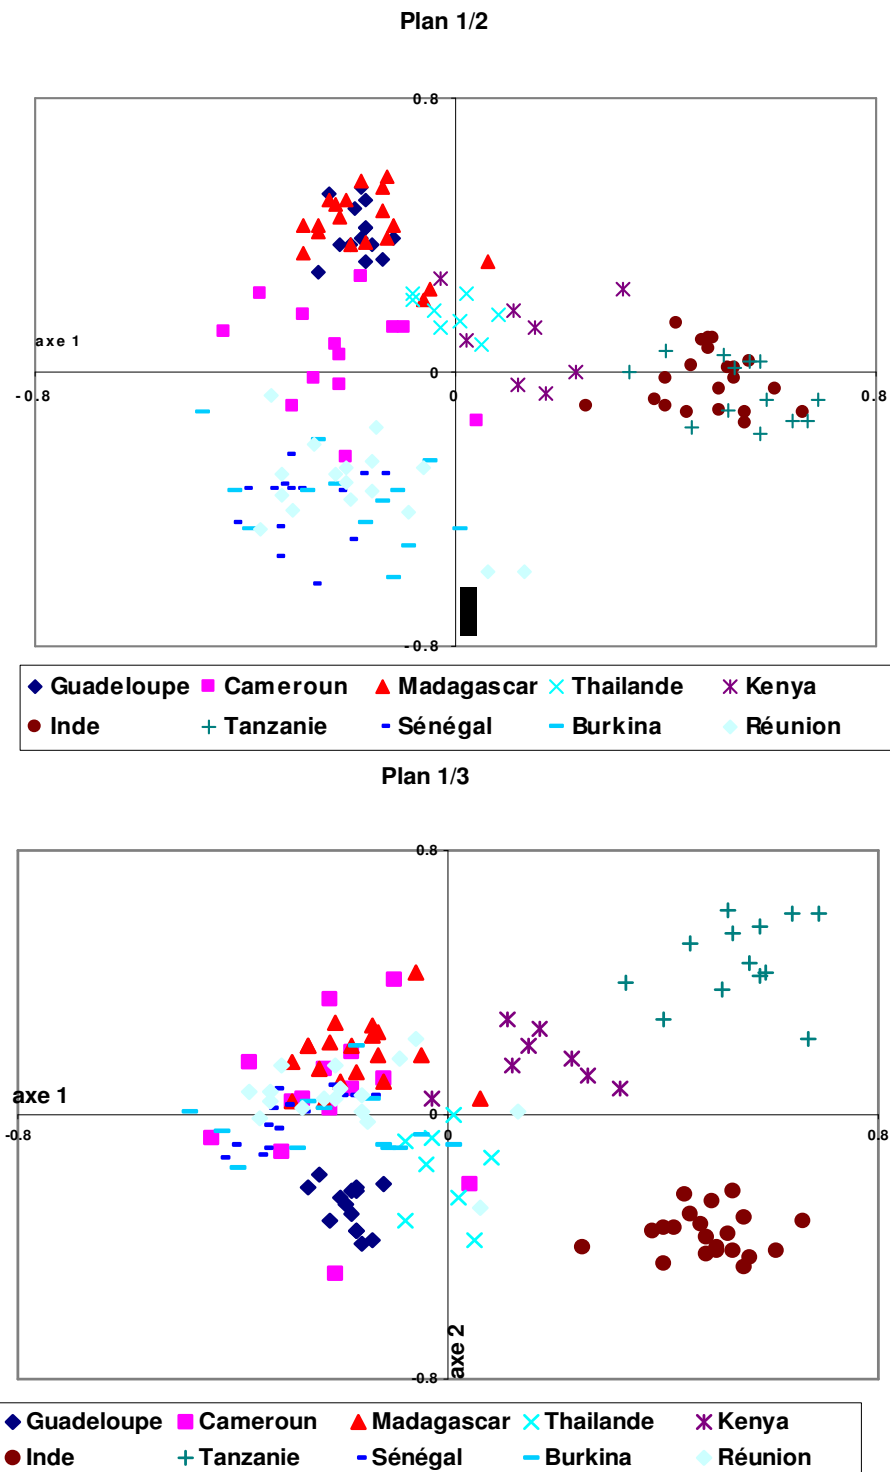 Plan 1/2
0.8
axe 1
0
-0.8
0
0.8
-0.8
Guadeloupe Cameroun Madagascar Thailande Kenya
Inde Tanzanie Sénégal Burkina Réunion
Plan 1/3
0.8
axe 1
0
-0.8
0
0.8
axe 2
-0.8
Guadeloupe Cameroun Madagascar Thailande Kenya
Inde Tanzanie Sénégal Burkina Réunion